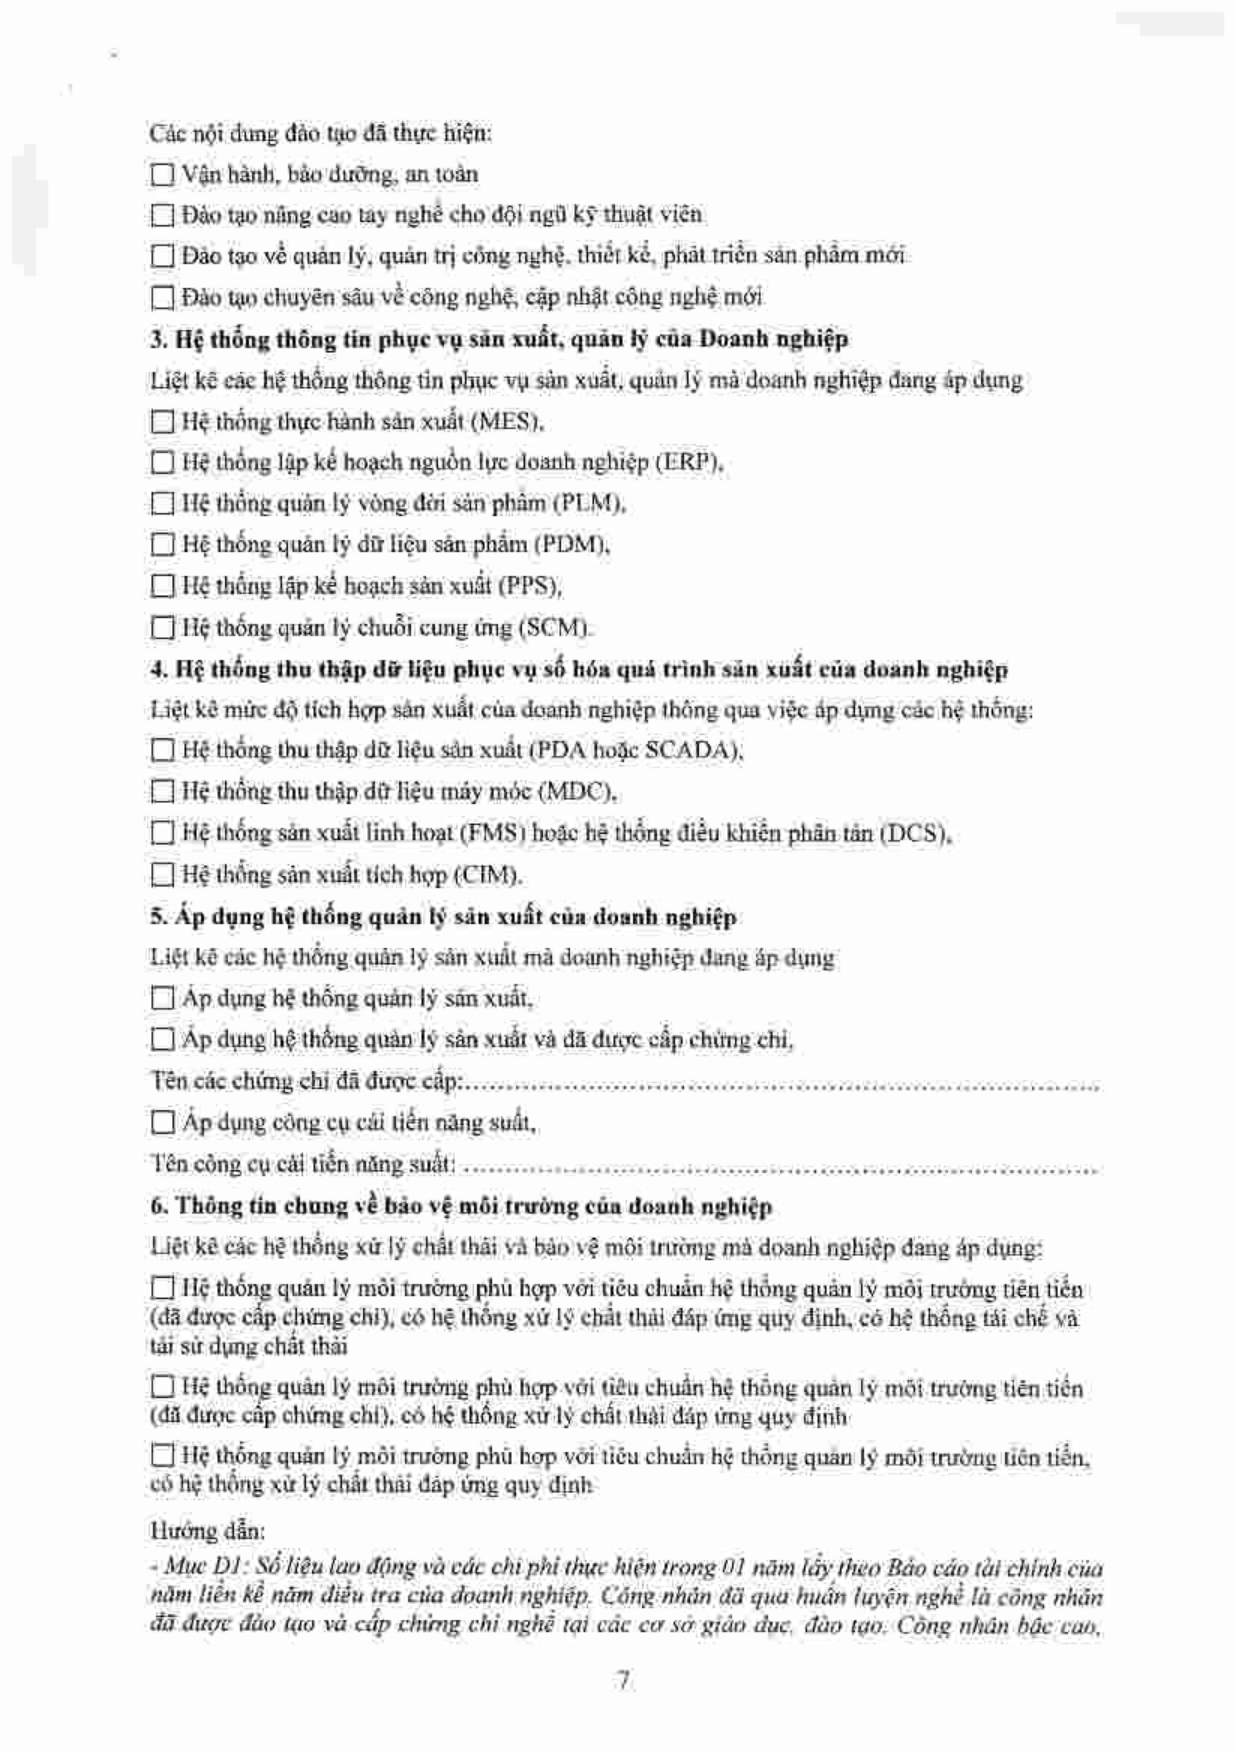 Các nội dung đào tạo đã thực hiện:
☐ Vận hành, bảo dưỡng, an toàn
☐ Đào tạo nâng cao tay nghề cho đội ngũ kỹ thuật viên
☐ Đào tạo về quản lý, quản trị công nghệ, thiết kế, phát triển sản phẩm mới
☐ Đào tạo chuyên sâu về công nghệ, cập nhật công nghệ mới
3. Hệ thống thông tin phục vụ sản xuất, quản lý của Doanh nghiệp
Liệt kê các hệ thống thông tin phục vụ sản xuất, quản lý mà doanh nghiệp đang áp dụng
☐ Hệ thống thực hành sản xuất (MES),
☐ Hệ thống lập kế hoạch nguồn lực doanh nghiệp (ERP),
☐ Hệ thống quản lý vòng đời sản phẩm (PLM),
☐ Hệ thống quản lý dữ liệu sản phẩm (PDM),
☐ Hệ thống lập kế hoạch sản xuất (PPS),
☐ Hệ thống quản lý chuỗi cung ứng (SCM).
4. Hệ thống thu thập dữ liệu phục vụ số hóa quá trình sản xuất của doanh nghiệp
Liệt kê mức độ tích hợp sản xuất của doanh nghiệp thông qua việc áp dụng các hệ thống:
☐ Hệ thống thu thập dữ liệu sản xuất (PDA hoặc SCADA),
☐ Hệ thống thu thập dữ liệu máy móc (MDC),
☐ Hệ thống sản xuất linh hoạt (FMS) hoặc hệ thống điều khiển phân tán (DCS),
☐ Hệ thống sản xuất tích hợp (CIM).
5. Áp dụng hệ thống quản lý sản xuất của doanh nghiệp
Liệt kê các hệ thống quản lý sản xuất mà doanh nghiệp đang áp dụng
☐ Áp dụng hệ thống quản lý sản xuất,
☐ Áp dụng hệ thống quản lý sản xuất và đã được cấp chứng chỉ,
Tên các chứng chỉ đã được cấp:................................................................................
☐ Áp dụng công cụ cải tiến năng suất,
Tên công cụ cải tiến năng suất: ................................................................................
6. Thông tin chung về bảo vệ môi trường của doanh nghiệp
Liệt kê các hệ thống xử lý chất thải và bảo vệ môi trường mà doanh nghiệp đang áp dụng:
☐ Hệ thống quản lý môi trường phù hợp với tiêu chuẩn hệ thống quản lý môi trường tiên tiến
(đã được cấp chứng chỉ), có hệ thống xử lý chất thải đáp ứng quy định, có hệ thống tái chế và
tái sử dụng chất thải
☐ Hệ thống quản lý môi trường phù hợp với tiêu chuẩn hệ thống quản lý môi trường tiên tiến
(đã được cấp chứng chỉ), có hệ thống xử lý chất thải đáp ứng quy định
☐ Hệ thống quản lý môi trường phù hợp với tiêu chuẩn hệ thống quản lý môi trường tiên tiến,
có hệ thống xử lý chất thải đáp ứng quy định
Hướng dẫn:
- Mục D1: Số liệu lao động và các chi phí thực hiện trong 01 năm lấy theo Báo cáo tài chính của
năm liền kề năm điều tra của doanh nghiệp. Công nhân đã qua huấn luyện nghề là công nhân
đã được đào tạo và cấp chứng chỉ nghề tại các cơ sở giáo dục, đào tạo. Công nhân bậc cao,
7